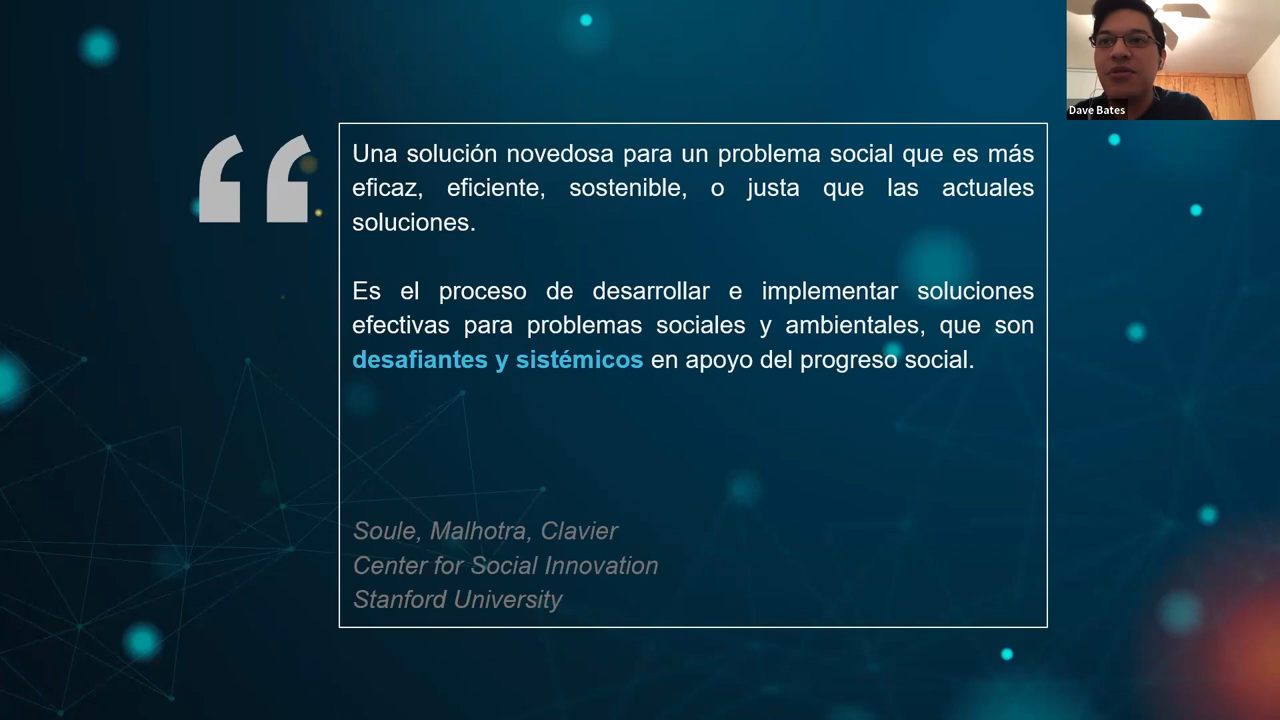 Dave Bates
Una solución novedosa para un problema social que es más
eficaz, eficiente, sostenible, o justa que las actuales
soluciones.
Es el proceso de desarrollar e implementar soluciones
efectivas para problemas sociales y ambientales, que son
desafiantes y sistémicos en apoyo del progreso social.
Soule, Malhotra, Clavier
Center for Social Innovation
Stanford University